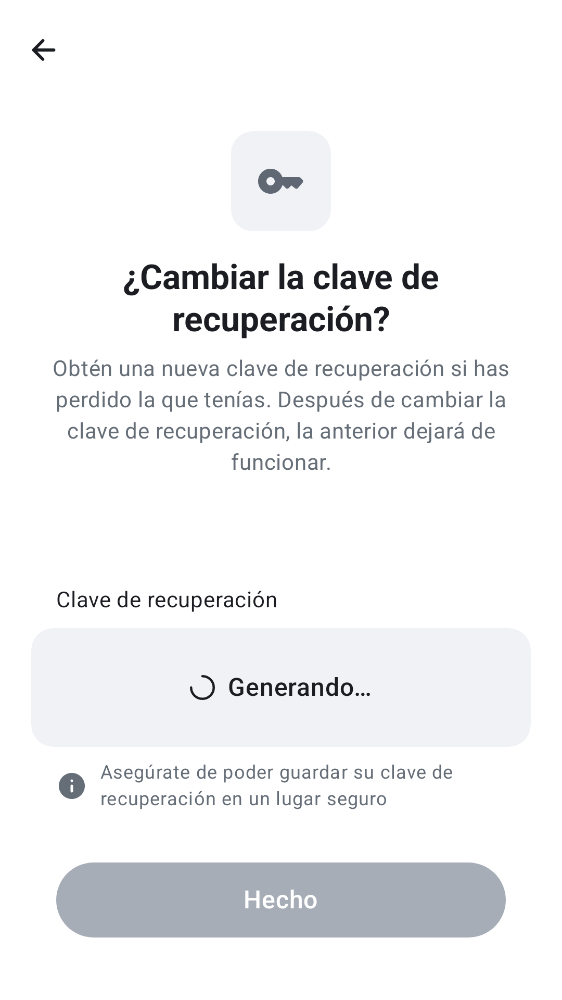 ¿Cambiar la clave de
recuperación?
Obtén una nueva clave de recuperación si has
perdido la que tenías. Después de cambiar la
clave de recuperación, la anterior dejará de
funcionar.
Clave de recuperación
Generando…
Asegúrate de poder guardar su clave de
recuperación en un lugar seguro
Hecho